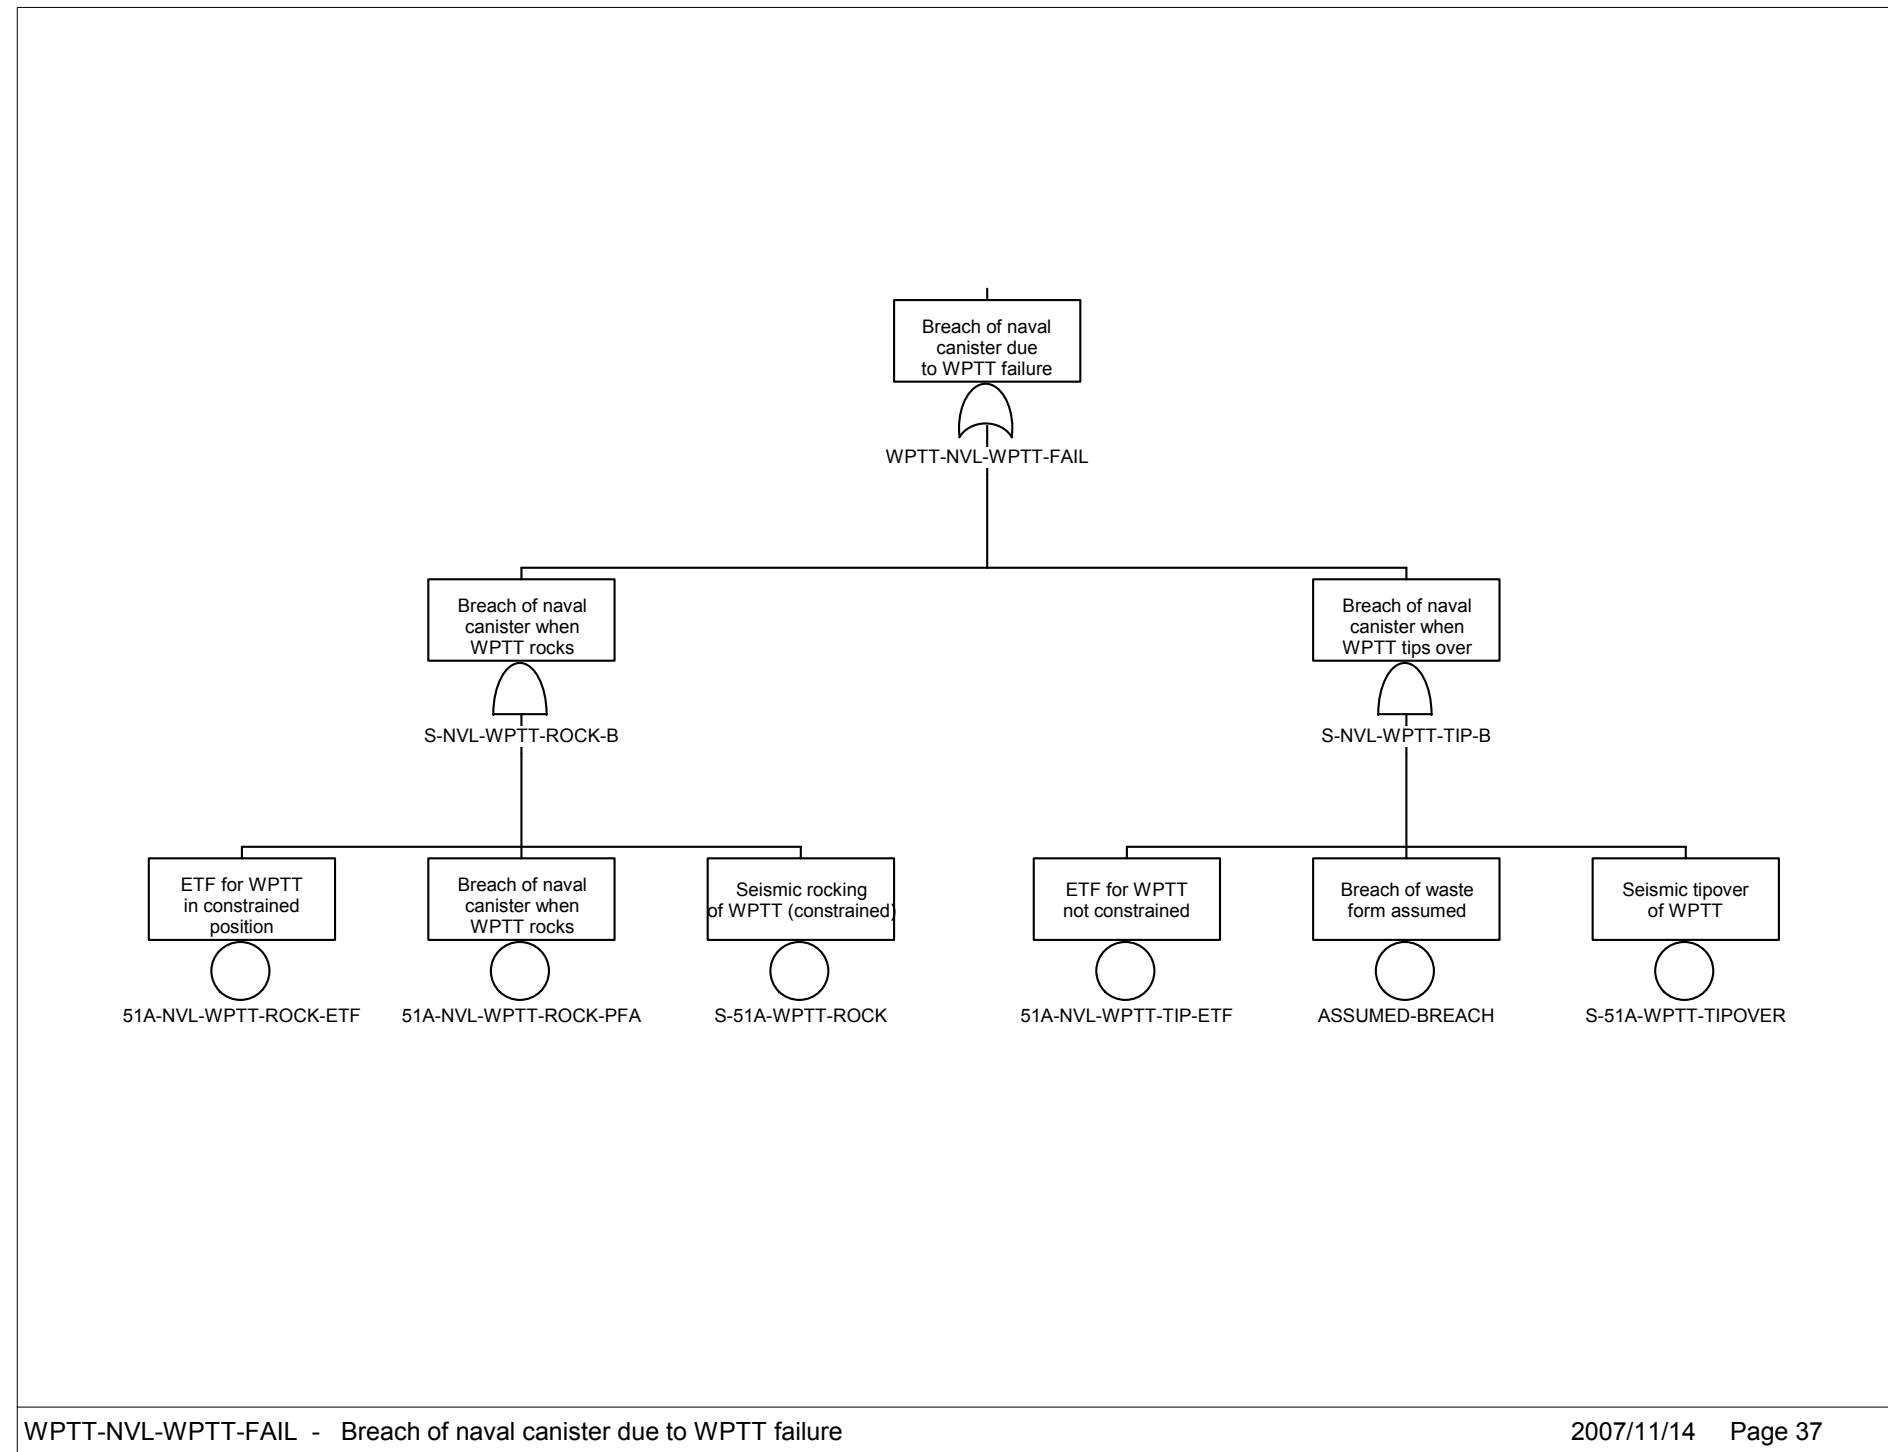 Breach of naval
canister due
to WPTT failure
WPTT-NVL-WPTT-FAIL
Breach of naval
canister when
WPTT rocks
S-NVL-WPTT-ROCK-B
Breach of naval
canister when
WPTT tips over
S-NVL-WPTT-TIP-B
ETF for WPTT
in constrained
position
51A-NVL-WPTT-ROCK-ETF
Breach of naval
canister when
WPTT rocks
51A-NVL-WPTT-ROCK-PFA
Seismic rocking
of WPTT (constrained)
S-51A-WPTT-ROCK
ETF for WPTT
not constrained
51A-NVL-WPTT-TIP-ETF
Breach of waste
form assumed
ASSUMED-BREACH
Seismic tipover
of WPTT
S-51A-WPTT-TIPOVER
WPTT-NVL-WPTT-FAIL - Breach of naval canister due to WPTT failure 2007/11/14 Page 37